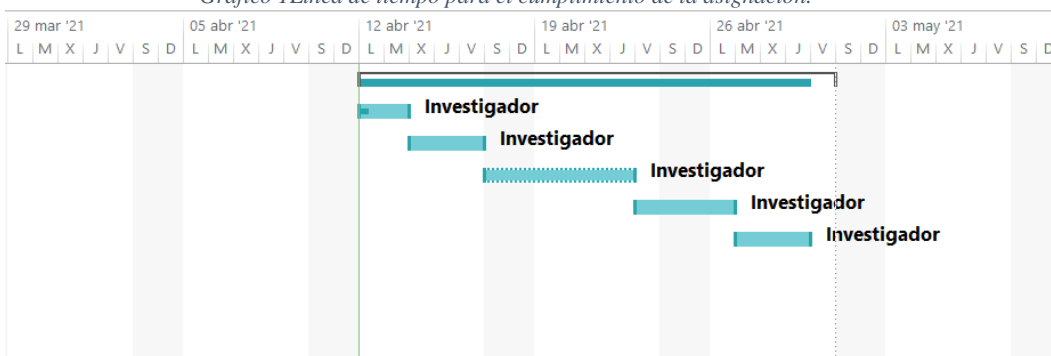 Gráfico 1Línea de tiempo para el cumplimiento de la asignación.
29 mar '21 05 abr '21 12 abr '21 19 abr '21 26 abr '21 03 may '21
L M X J V S D L M X J V S D L M X J V S D L M X J V S D L M X J V S D L M X J V S D
Investigador
Investigador
Investigador
Investigador
Investigador